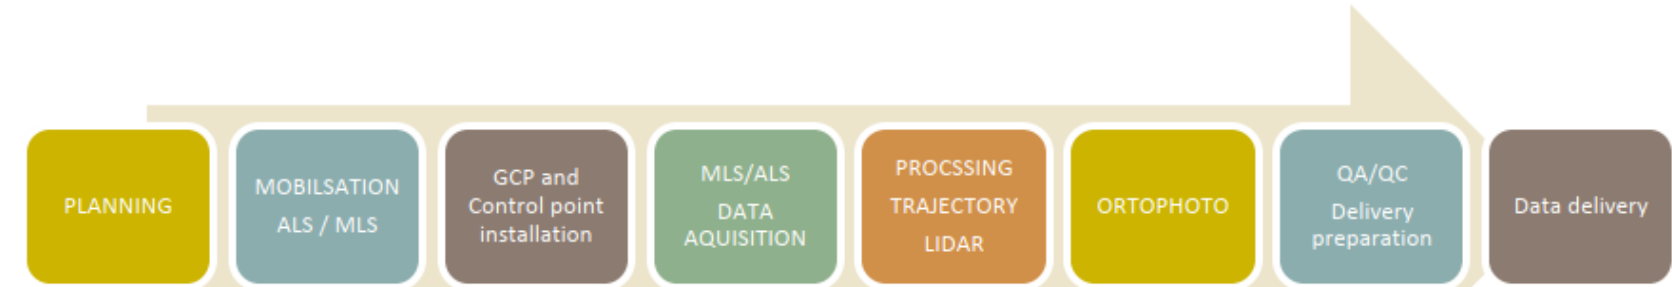 PLANNING
MOBILSATION
ALS / MLS
GCP and
Control point
installation
MLS/ALS
DATA
AQUISITION
PROCSSING
TRAJECTORY
LIDAR
ORTOPHOTO
QA/QC
Delivery
preparation
Data delivery